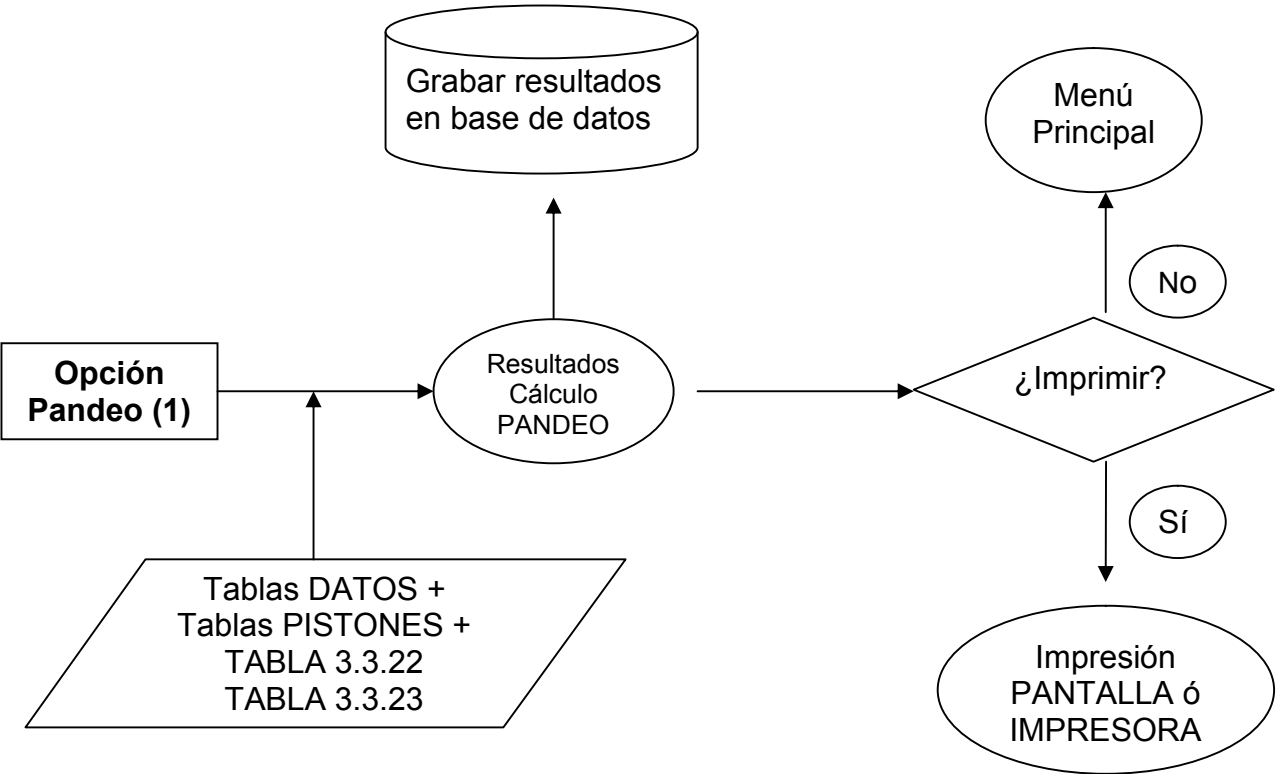 Grabar resultados
en base de datos
Menú
Principal
No
Opción
Pandeo (1)
Resultados
Cálculo
PANDEO
¿Imprimir?
Sí
Tablas DATOS +
Tablas PISTONES +
TABLA 3.3.22
TABLA 3.3.23
Impresión
PANTALLA ó
IMPRESORA